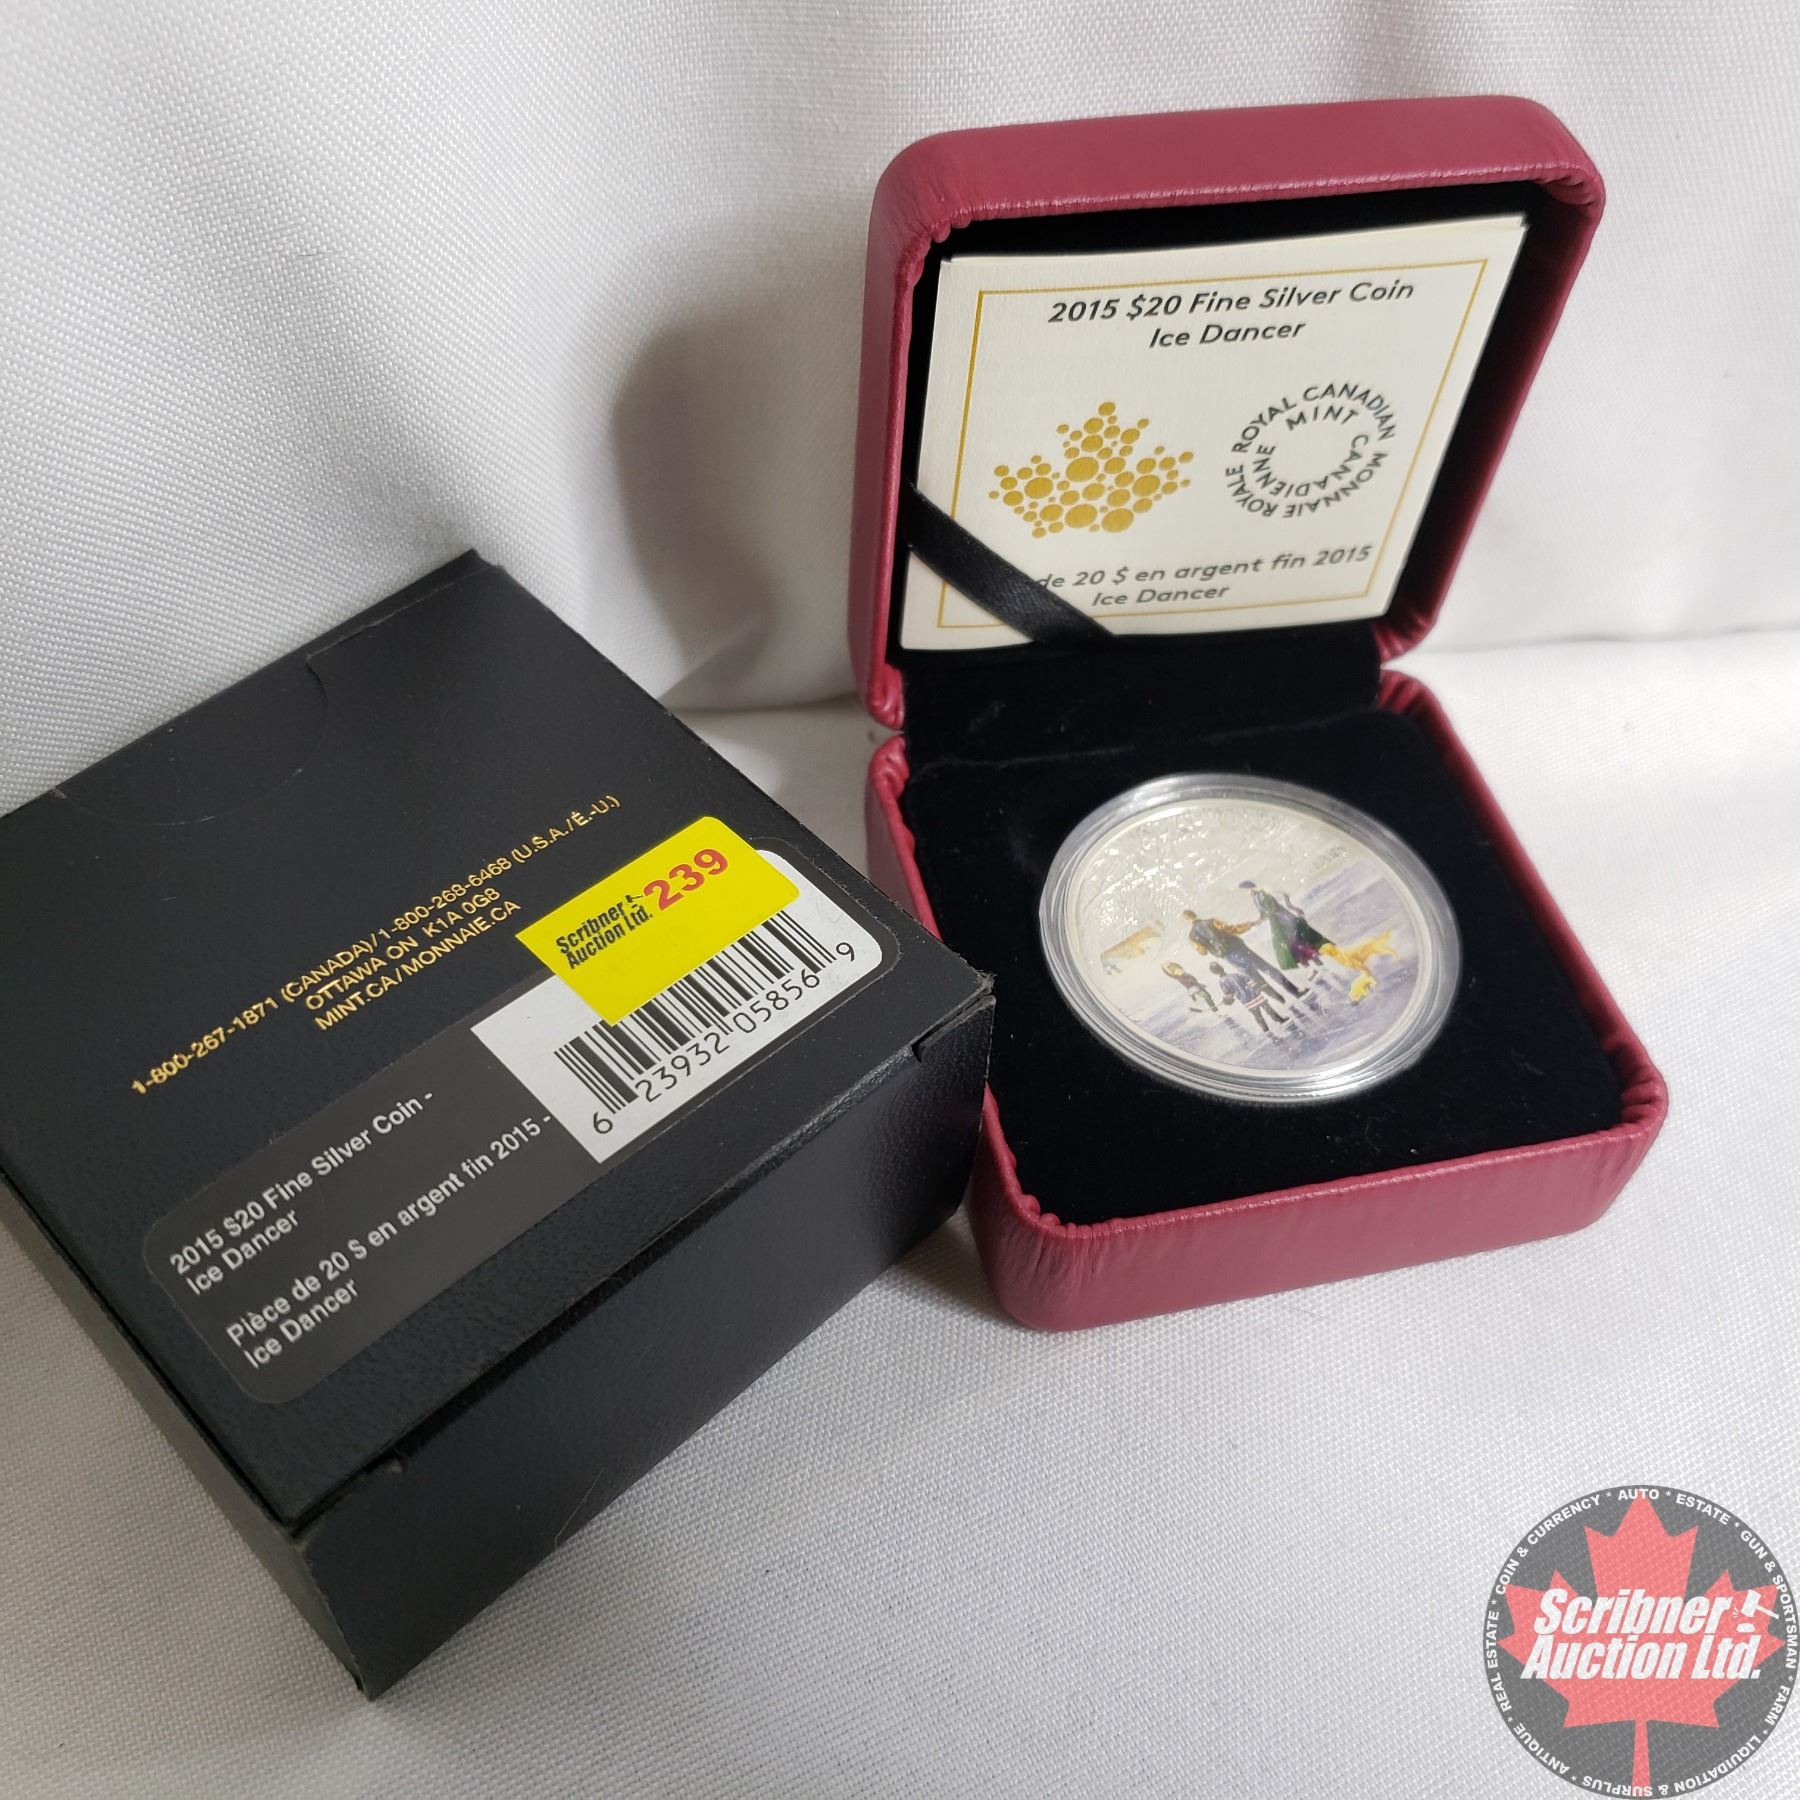 2015 $20 Fine Silver Coin
Ice Dancer
ROYAL CANADIAN MINT
MONNAIE ROYALE CANADIENNE
de 20 $ en argent fin 2015
Ice Dancer
1-800-267-1871 (CANADA)/1-800-268-6468 (U.S.A./É.-U.)
OTTAWA ON K1A 0G8
MINT.CA/MONNAIE.CA
Scribner
Auction Ltd.
239
6 23932 05856 9
2015 $20 Fine Silver Coin -
Ice Dancer
Pièce de 20 $ en argent fin 2015 -
Ice Dancer
COIN & CURRENCY * AUTO * ESTATE * GUN & SPORTSMAN * FARM * LIQUIDATION & SURPLUS * ANTIQUE * REAL ESTATE *
Scribner
Auction Ltd.